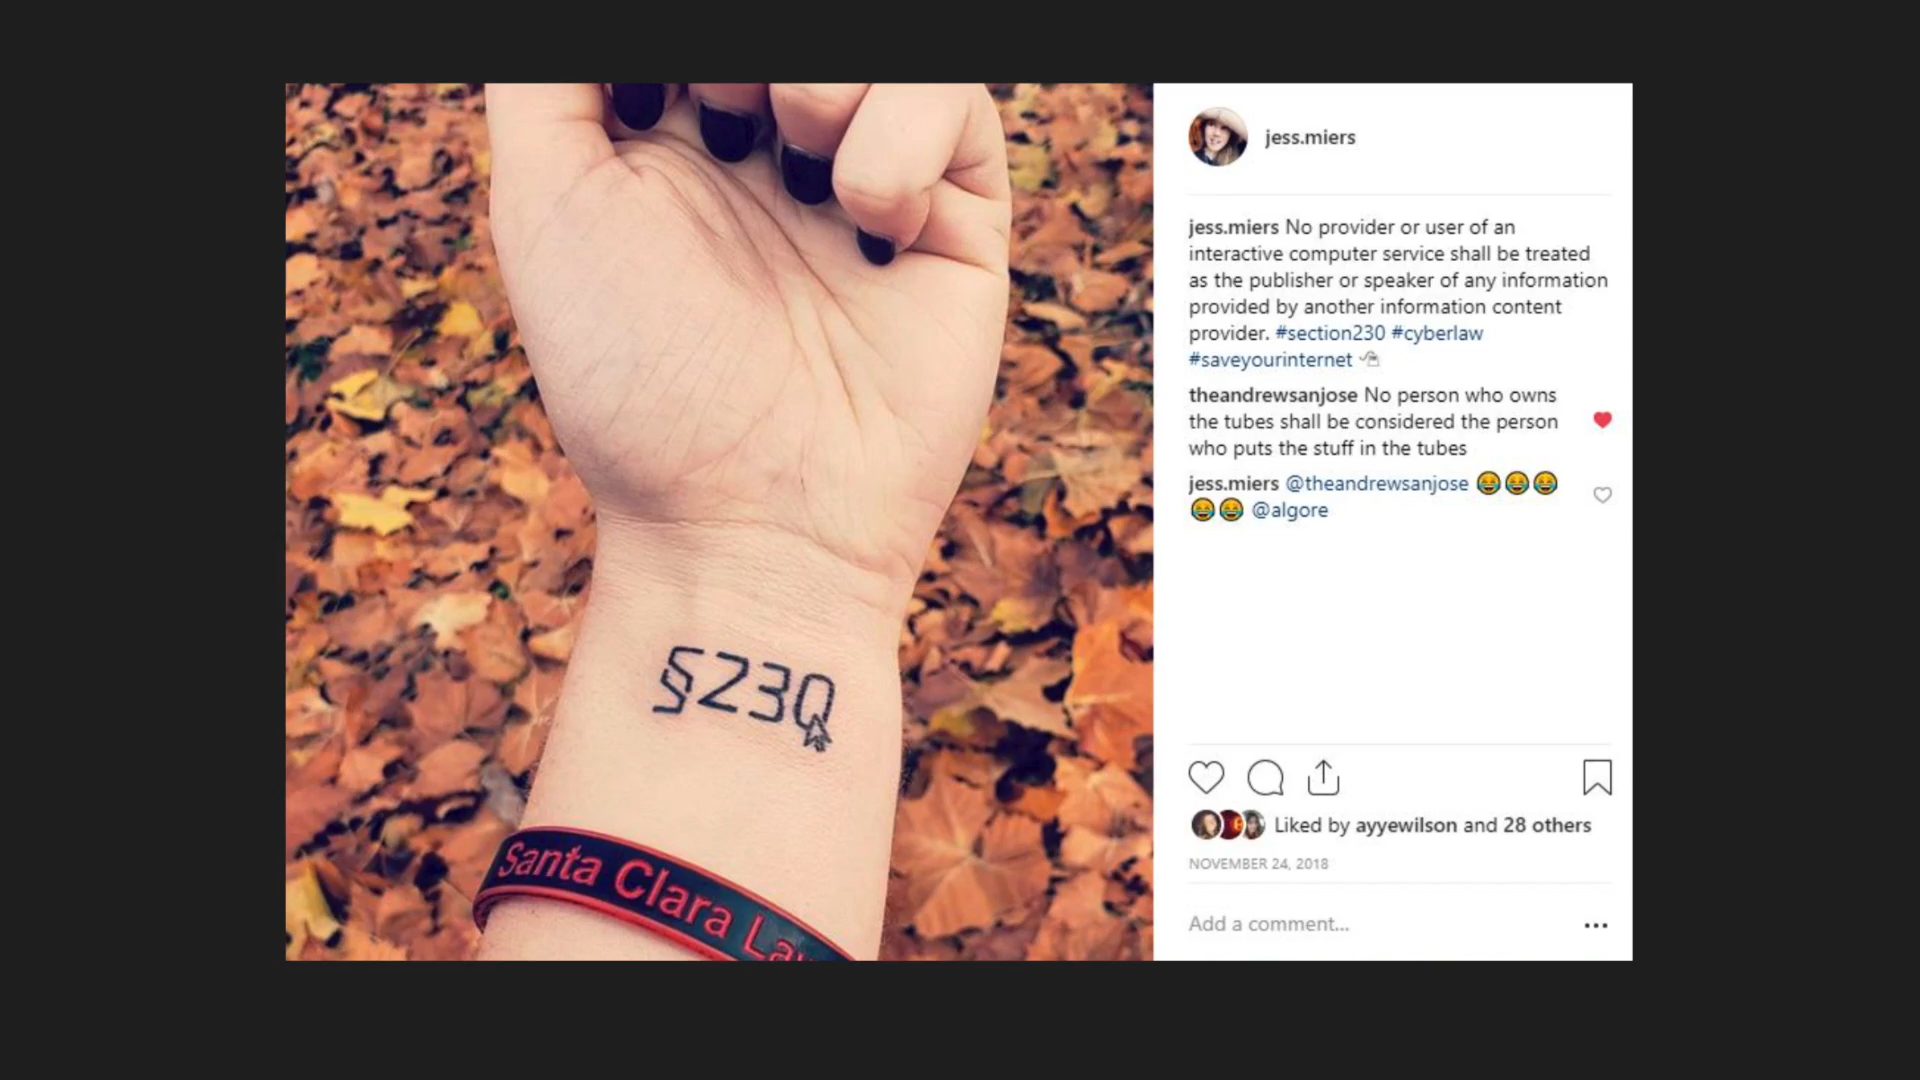 jess.miers
jess.miers No provider or user of an
interactive computer service shall be treated
as the publisher or speaker of any information
provided by another information content
provider. #section230 #cyberlaw
#saveyourinternet
theandrewsanjose No person who owns
the tubes shall be considered the person
who puts the stuff in the tubes
jess.miers @theandrewsanjose 😂😂😂
😂😂 @algore
§230
Santa Clara Law
Liked by ayyewilson and 28 others
NOVEMBER 24, 2018
Add a comment...